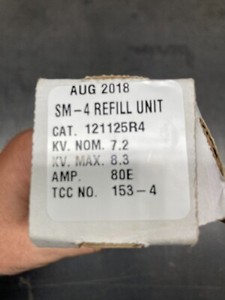 AUG 2018
SM-4 REFILL UNIT
CAT. 121125R4
KV. NOM. 7.2
KV. MAX. 8.3
AMP. 80E
TCC NO. 153-4